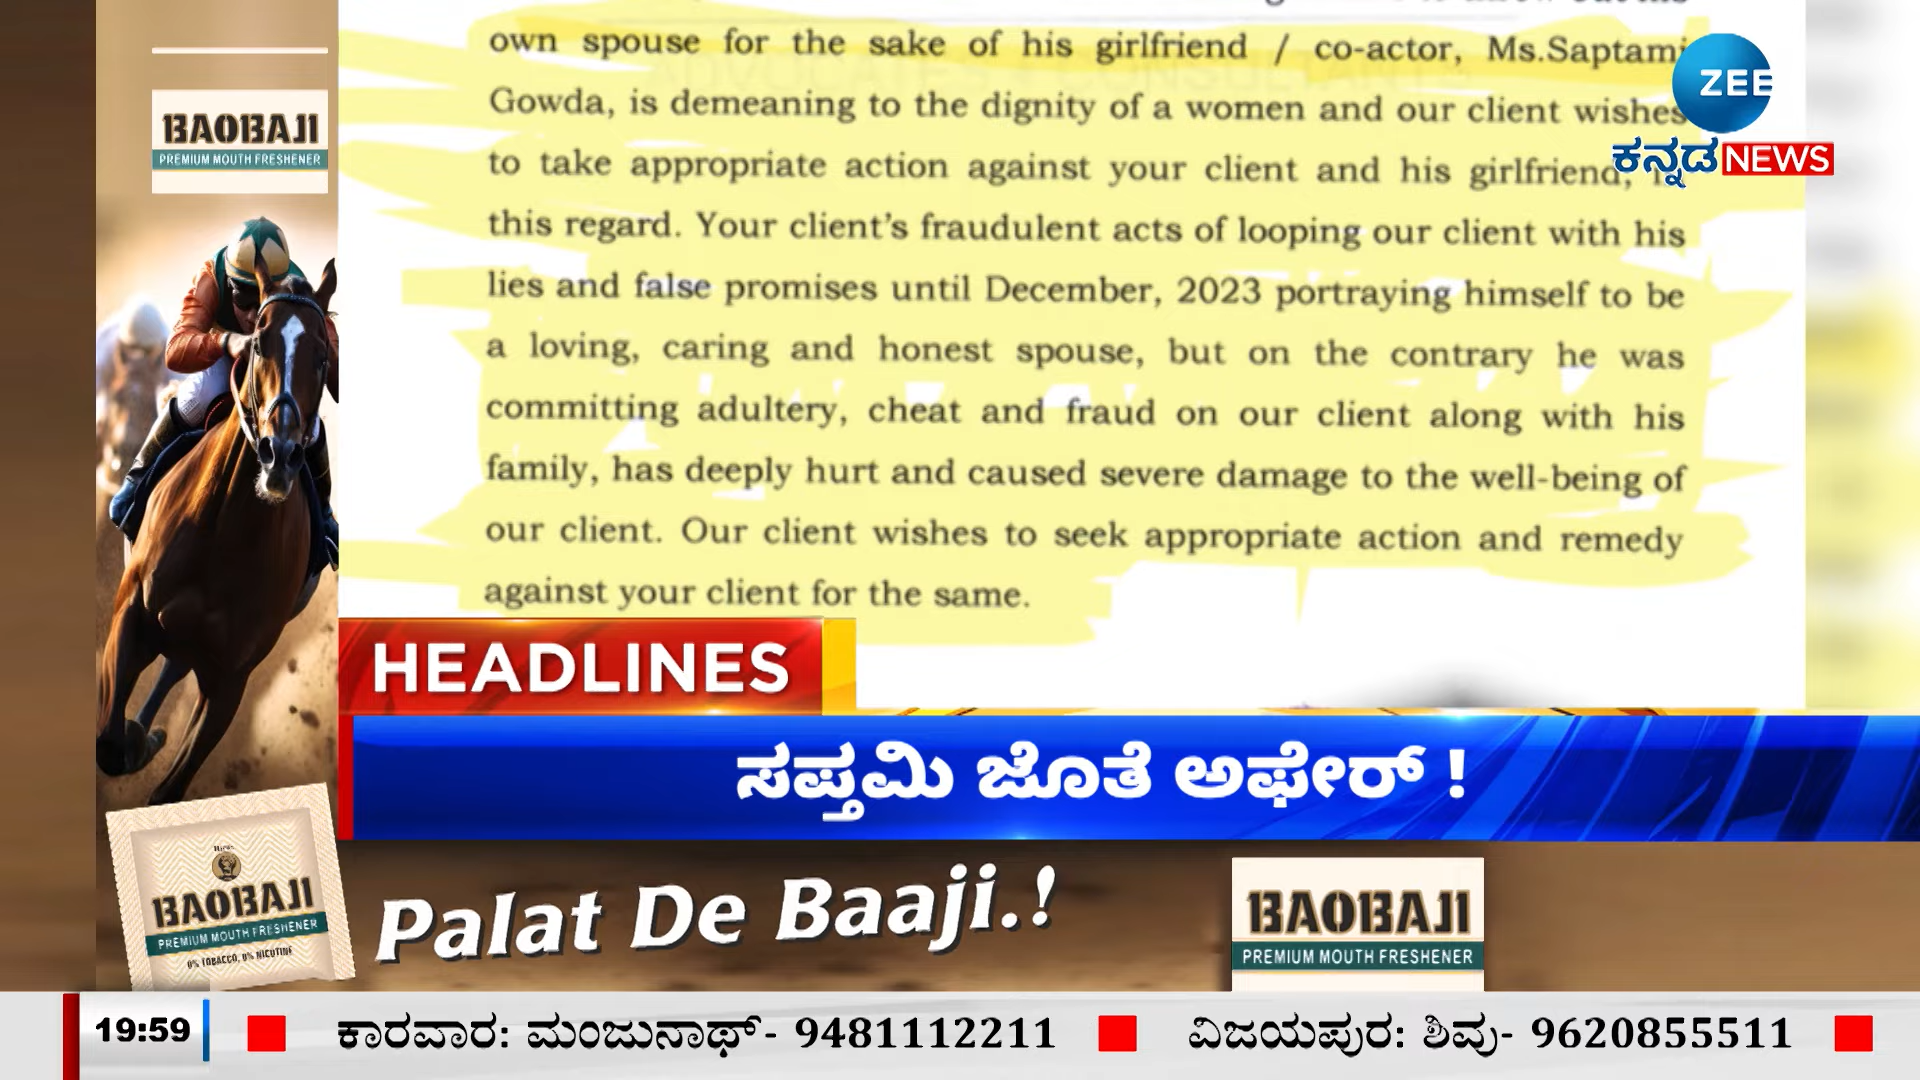 own spouse for the sake of his girlfriend / co-actor, Ms.Saptami
Gowda, is demeaning to the dignity of a women and our client wishes
to take appropriate action against your client and his girlfriend,
this regard. Your client's fraudulent acts of looping our client with his
lies and false promises until December, 2023 portraying himself to be
a loving, caring and honest spouse, but on the contrary he was
committing adultery, cheat and fraud on our client along with his
family, has deeply hurt and caused severe damage to the well-being of
our client. Our client wishes to seek appropriate action and remedy
against your client for the same.
ZEE
ಕನ್ನಡ NEWS
BAOBAJI
PREMIUM MOUTH FRESHENER
HEADLINES
ಸಪ್ತಮಿ ಜೊತೆ ಅಫೇರ್ !
BAOBAJI
PREMIUM MOUTH FRESHENER
0% TOBACCO, 0% NICOTINE
Palat De Baaji.!
BAOBAJI
PREMIUM MOUTH FRESHENER
19:59
ಕಾರವಾರ: ಮಂಜುನಾಥ್- 9481112211
ವಿಜಯಪುರ: ಶಿವು- 9620855511